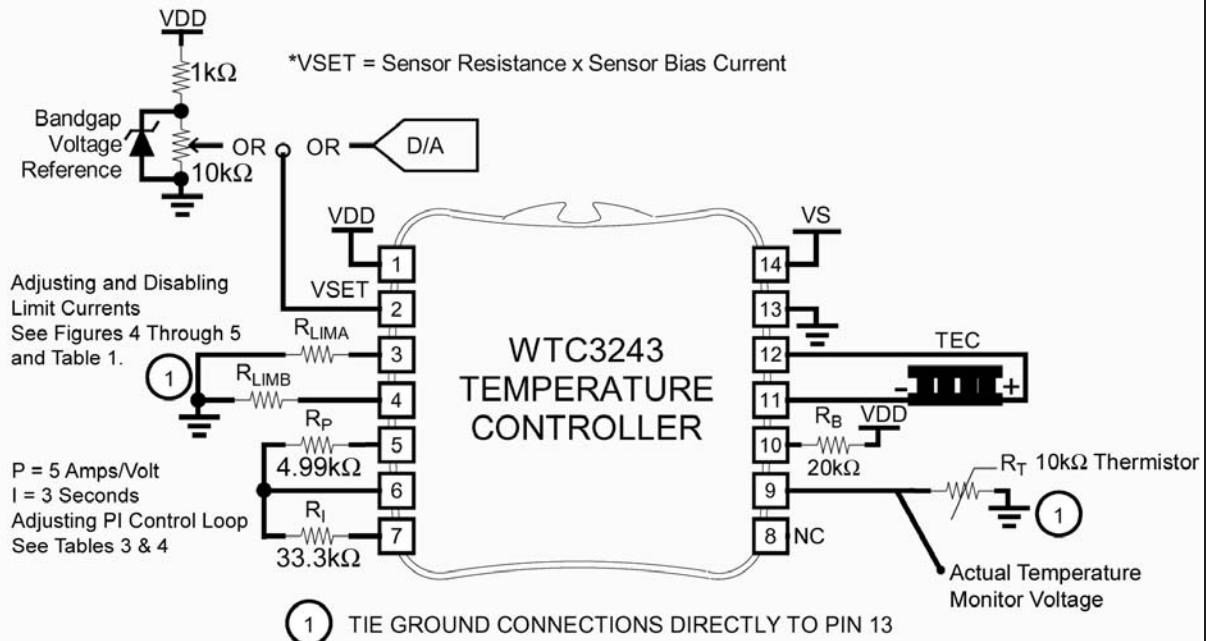 VDD
*VSET = Sensor Resistance x Sensor Bias Current
1kΩ
Bandgap
Voltage
Reference
OR
OR
D/A
10kΩ
VDD
VS
1
14
Adjusting and Disabling
Limit Currents
See Figures 4 Through 5
and Table 1.
VSET
2
13
RLIMA
3
12
TEC
1
RLIMB
4
11
-
+
WTC3243
TEMPERATURE
CONTROLLER
RP
4.99kΩ
5
10
RB
20kΩ
VDD
P = 5 Amps/Volt
I = 3 Seconds
Adjusting PI Control Loop
See Tables 3 & 4
6
9
RT 10kΩ Thermistor
1
RI
33.3kΩ
7
8
NC
Actual Temperature
Monitor Voltage
1 TIE GROUND CONNECTIONS DIRECTLY TO PIN 13